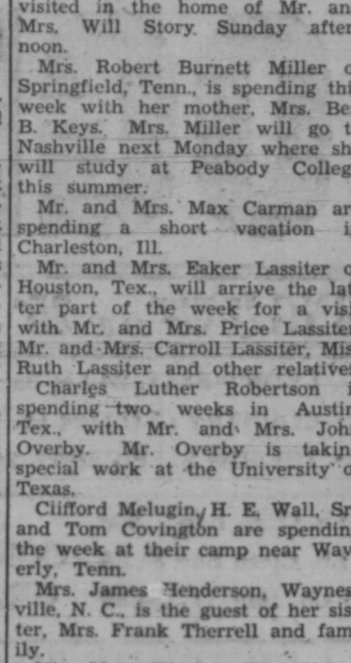 visited in the home of Mr. an
Mrs. Will Story Sunday after
noon.
Mrs. Robert Burnett Miller o
Springfield, Tenn., is spending thi
week with her mother, Mrs. Be
B. Keys. Mrs. Miller will go t
Nashville next Monday where sh
will study at Peabody Colleg
this summer.
Mr. and Mrs. Max Carman ar
spending a short vacation i
Charleston, Ill.
Mr. and Mrs. Eaker Lassiter o
Houston, Tex., will arrive the lat
ter part of the week for a visi
with Mr. and Mrs. Price Lassiter
Mr. and Mrs. Carroll Lassiter, Mis
Ruth Lassiter and other relatives
Charles Luther Robertson i
spending two weeks in Austin
Tex., with Mr. and Mrs. Joh
Overby. Mr. Overby is takin
special work at the University o
Texas.
Clifford Melugin, H. E. Wall, Sr
and Tom Covington are spendin
the week at their camp near Wav
erly, Tenn.
Mrs. James Henderson, Waynes
ville, N. C., is the guest of her sis
ter, Mrs. Frank Therrell and fam
ily.